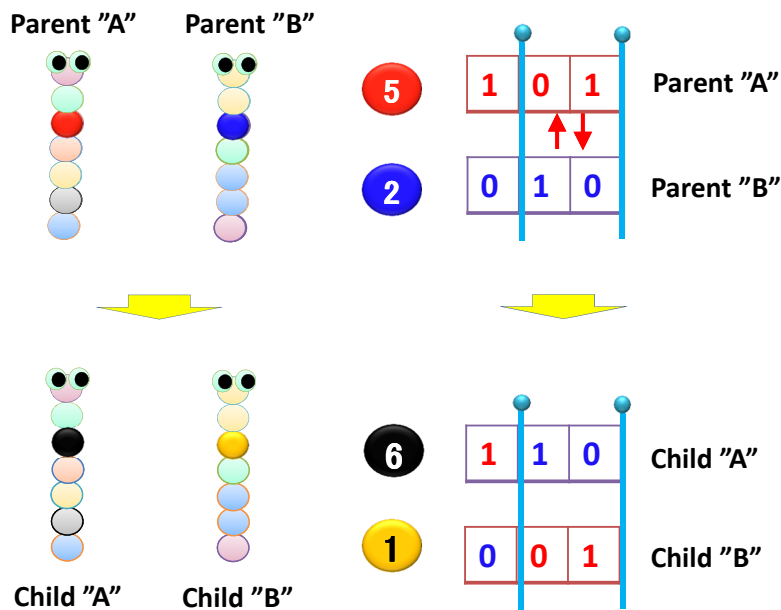 Parent ”A”
Parent ”B”
5
1 0 1
Parent ”A”
2
0 1 0
Parent ”B”
6
1 1 0
Child ”A”
1
0 0 1
Child ”B”
Child ”A”
Child ”B”